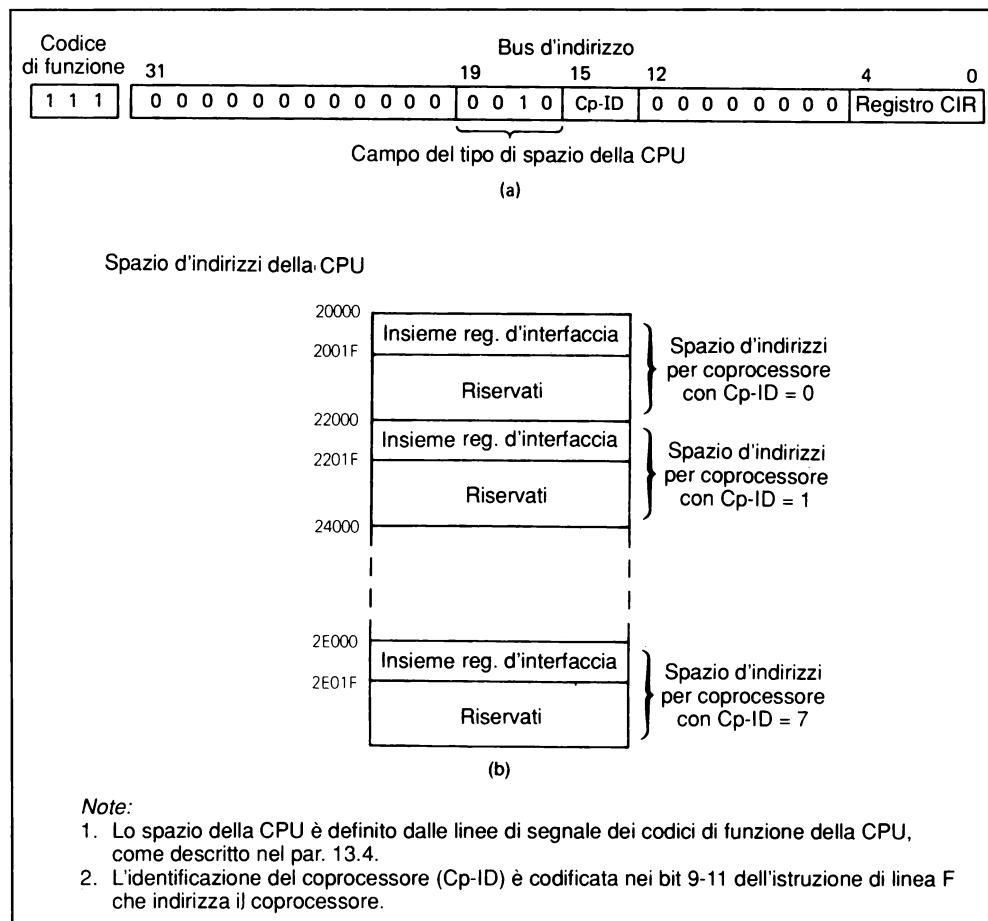 Codice
di funzione
Bus d'indirizzo
31 19 15 12 4 0
1 1 1 0 0 0 0 0 0 0 0 0 0 0 0 0 0 1 0 Cp-ID 0 0 0 0 0 0 0 0 Registro CIR
Campo del tipo di spazio della CPU
(a)
Spazio d'indirizzi della CPU
20000
Insieme reg. d'interfaccia
2001F
Riservati
Spazio d'indirizzi
per coprocessore
con Cp-ID = 0
22000
Insieme reg. d'interfaccia
2201F
Riservati
Spazio d'indirizzi
per coprocessore
con Cp-ID = 1
24000
2E000
Insieme reg. d'interfaccia
2E01F
Riservati
Spazio d'indirizzi
per coprocessore
con Cp-ID = 7
(b)
Note:
1. Lo spazio della CPU è definito dalle linee di segnale dei codici di funzione della CPU,
come descritto nel par. 13.4.
2. L'identificazione del coprocessore (Cp-ID) è codificata nei bit 9-11 dell'istruzione di linea F
che indirizza il coprocessore.